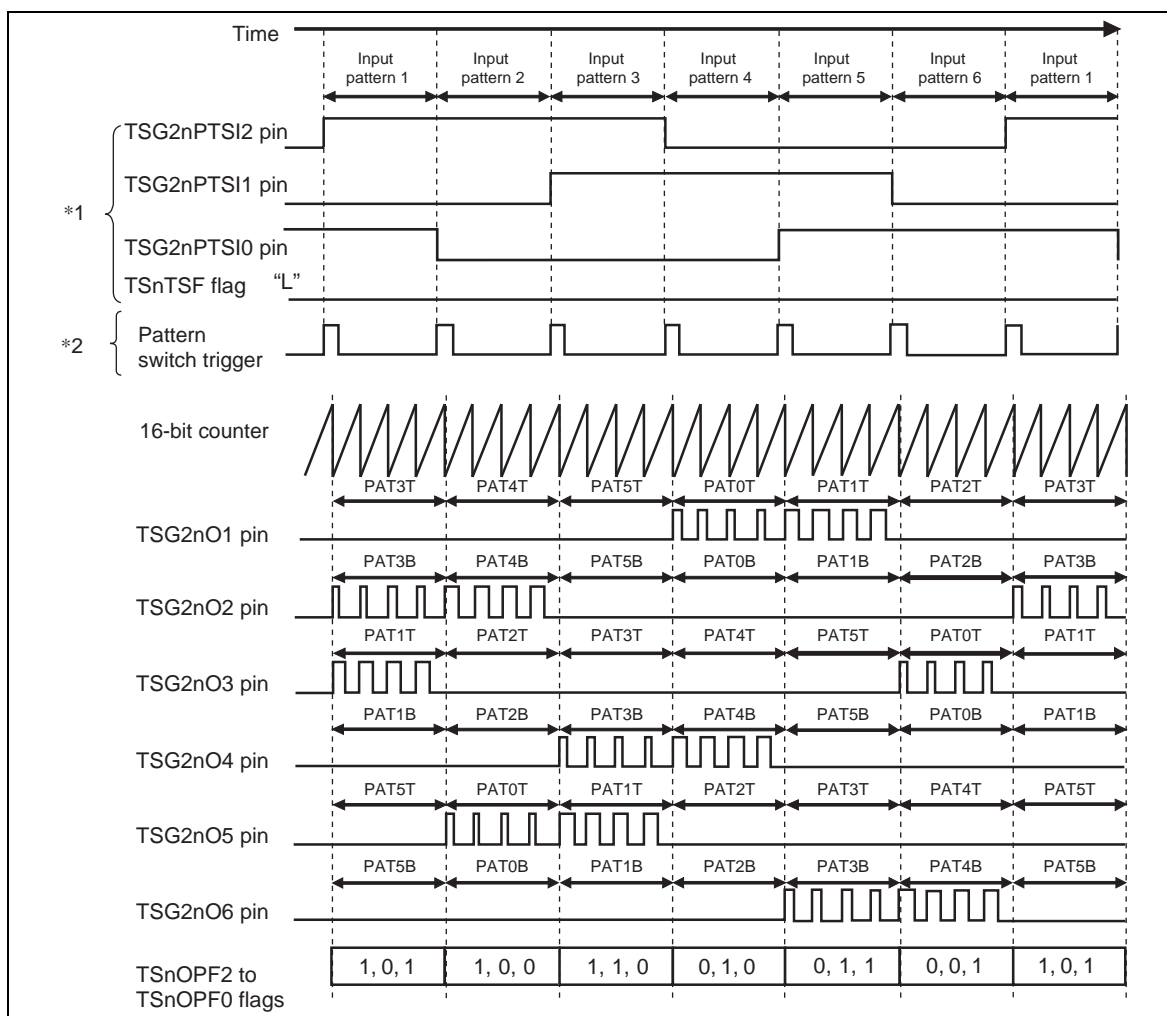 Time
Input pattern 1 Input pattern 2 Input pattern 3 Input pattern 4 Input pattern 5 Input pattern 6 Input pattern 1
TSG2nPTSI2 pin
TSG2nPTSI1 pin
*1
TSG2nPTSI0 pin
TSnTSF flag “L”
*2
Pattern
switch trigger
16-bit counter
PAT3T PAT4T PAT5T PAT0T PAT1T PAT2T PAT3T
TSG2nO1 pin
PAT3B PAT4B PAT5B PAT0B PAT1B PAT2B PAT3B
TSG2nO2 pin
PAT1T PAT2T PAT3T PAT4T PAT5T PAT0T PAT1T
TSG2nO3 pin
PAT1B PAT2B PAT3B PAT4B PAT5B PAT0B PAT1B
TSG2nO4 pin
PAT5T PAT0T PAT1T PAT2T PAT3T PAT4T PAT5T
TSG2nO5 pin
PAT5B PAT0B PAT1B PAT2B PAT3B PAT4B PAT5B
TSG2nO6 pin
TSnOPF2 to
TSnOPF0 flags
1, 0, 1 1, 0, 0 1, 1, 0 0, 1, 0 0, 1, 1 0, 0, 1 1, 0, 1